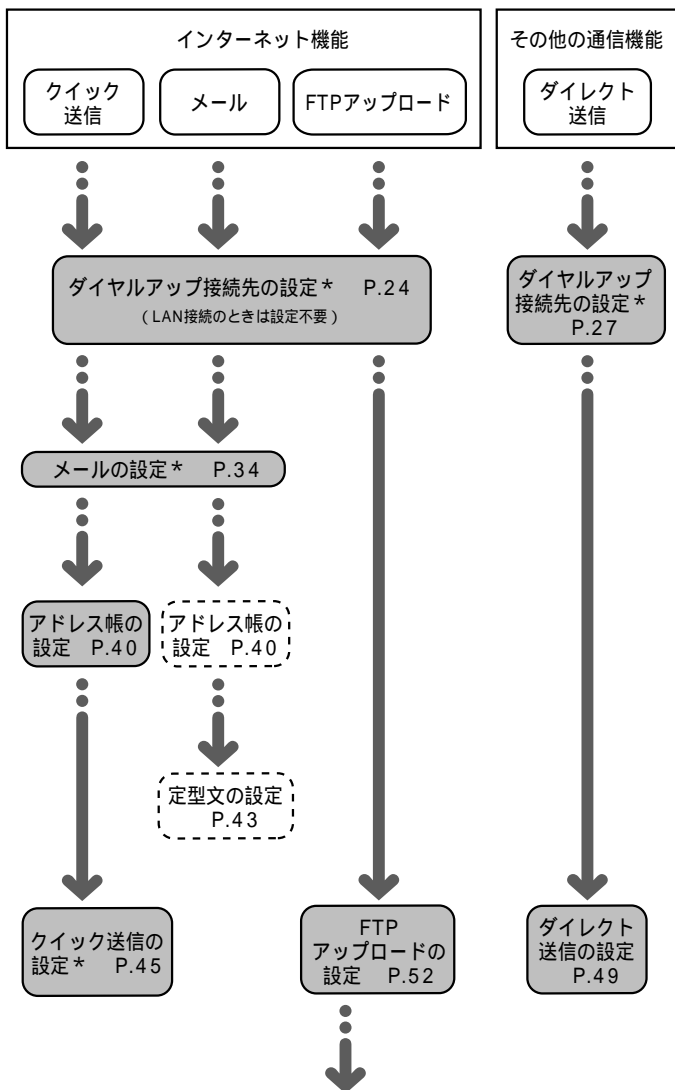 インターネット機能
その他の通信機能
クイック
送信
メール
FTPアップロード
ダイレクト
送信
ダイヤルアップ接続先の設定* P.24
（LAN接続のときは設定不要）
ダイヤルアップ
接続先の設定*
P.27
メールの設定* P.34
アドレス帳の
設定 P.40
アドレス帳の
設定 P.40
定型文の設定
P.43
クイック送信の
設定* P.45
FTP
アップロードの
設定 P.52
ダイレクト
送信の設定
P.49